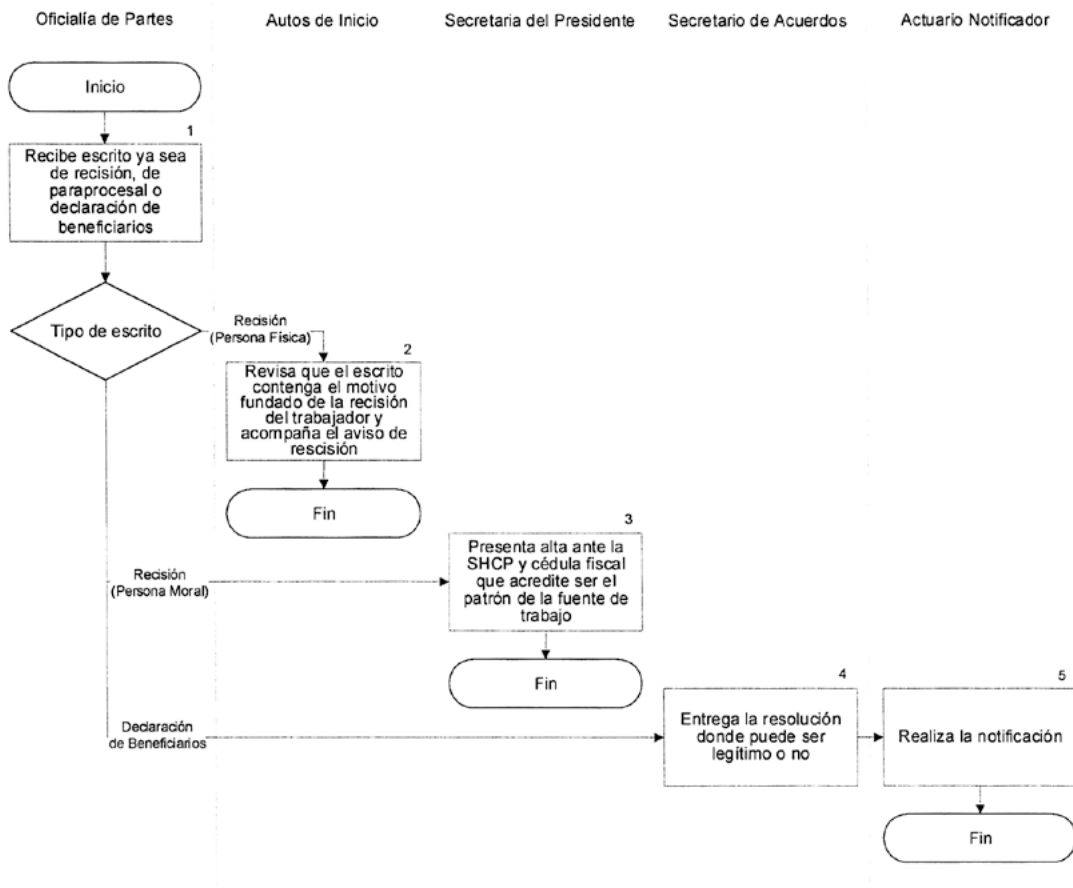 Oficialía de Partes
Autos de Inicio
Secretaria del Presidente
Secretario de Acuerdos
Actuario Notificador
Inicio
1
Recibe escrito ya sea
de recisión, de
paraprocesal o
declaración de
beneficiarios
Tipo de escrito
Recisión
(Persona Física)
2
Revisa que el escrito
contenga el motivo
fundado de la recisión
del trabajador y
acompaña el aviso de
rescisión
Fin
Recisión
(Persona Moral)
3
Presenta alta ante la
SHCP y cédula fiscal
que acredite ser el
patrón de la fuente de
trabajo
Fin
Declaración
de Beneficiarios
4
Entrega la resolución
donde puede ser
legítimo o no
5
Realiza la notificación
Fin